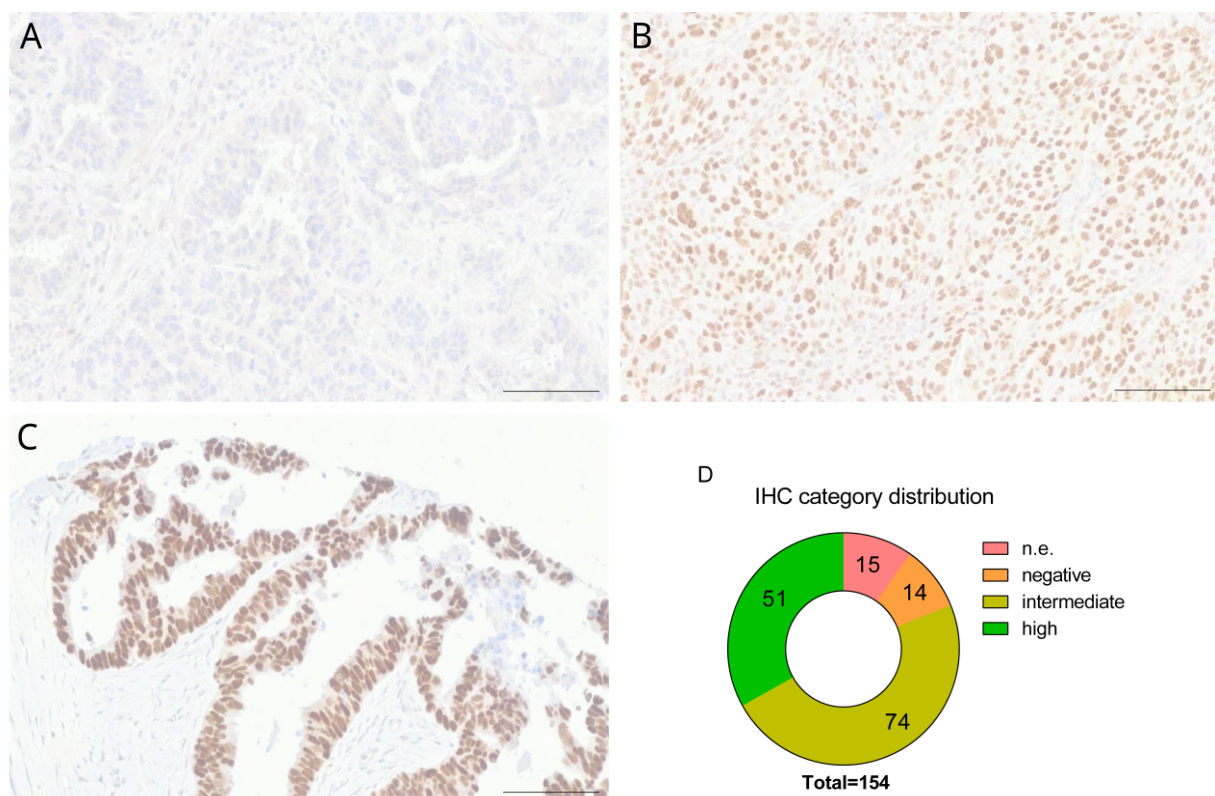 A
B
C
D
IHC category distribution
15
14
51
74
n.e.
negative
intermediate
high
Total=154